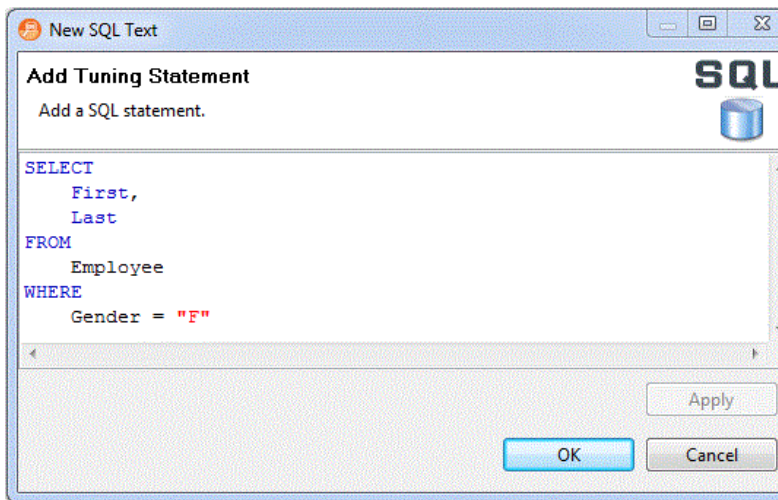 New SQL Text
Add Tuning Statement
SQL
Add a SQL statement.
SELECT
First,
Last
FROM
Employee
WHERE
Gender = "F"
Apply
OK
Cancel